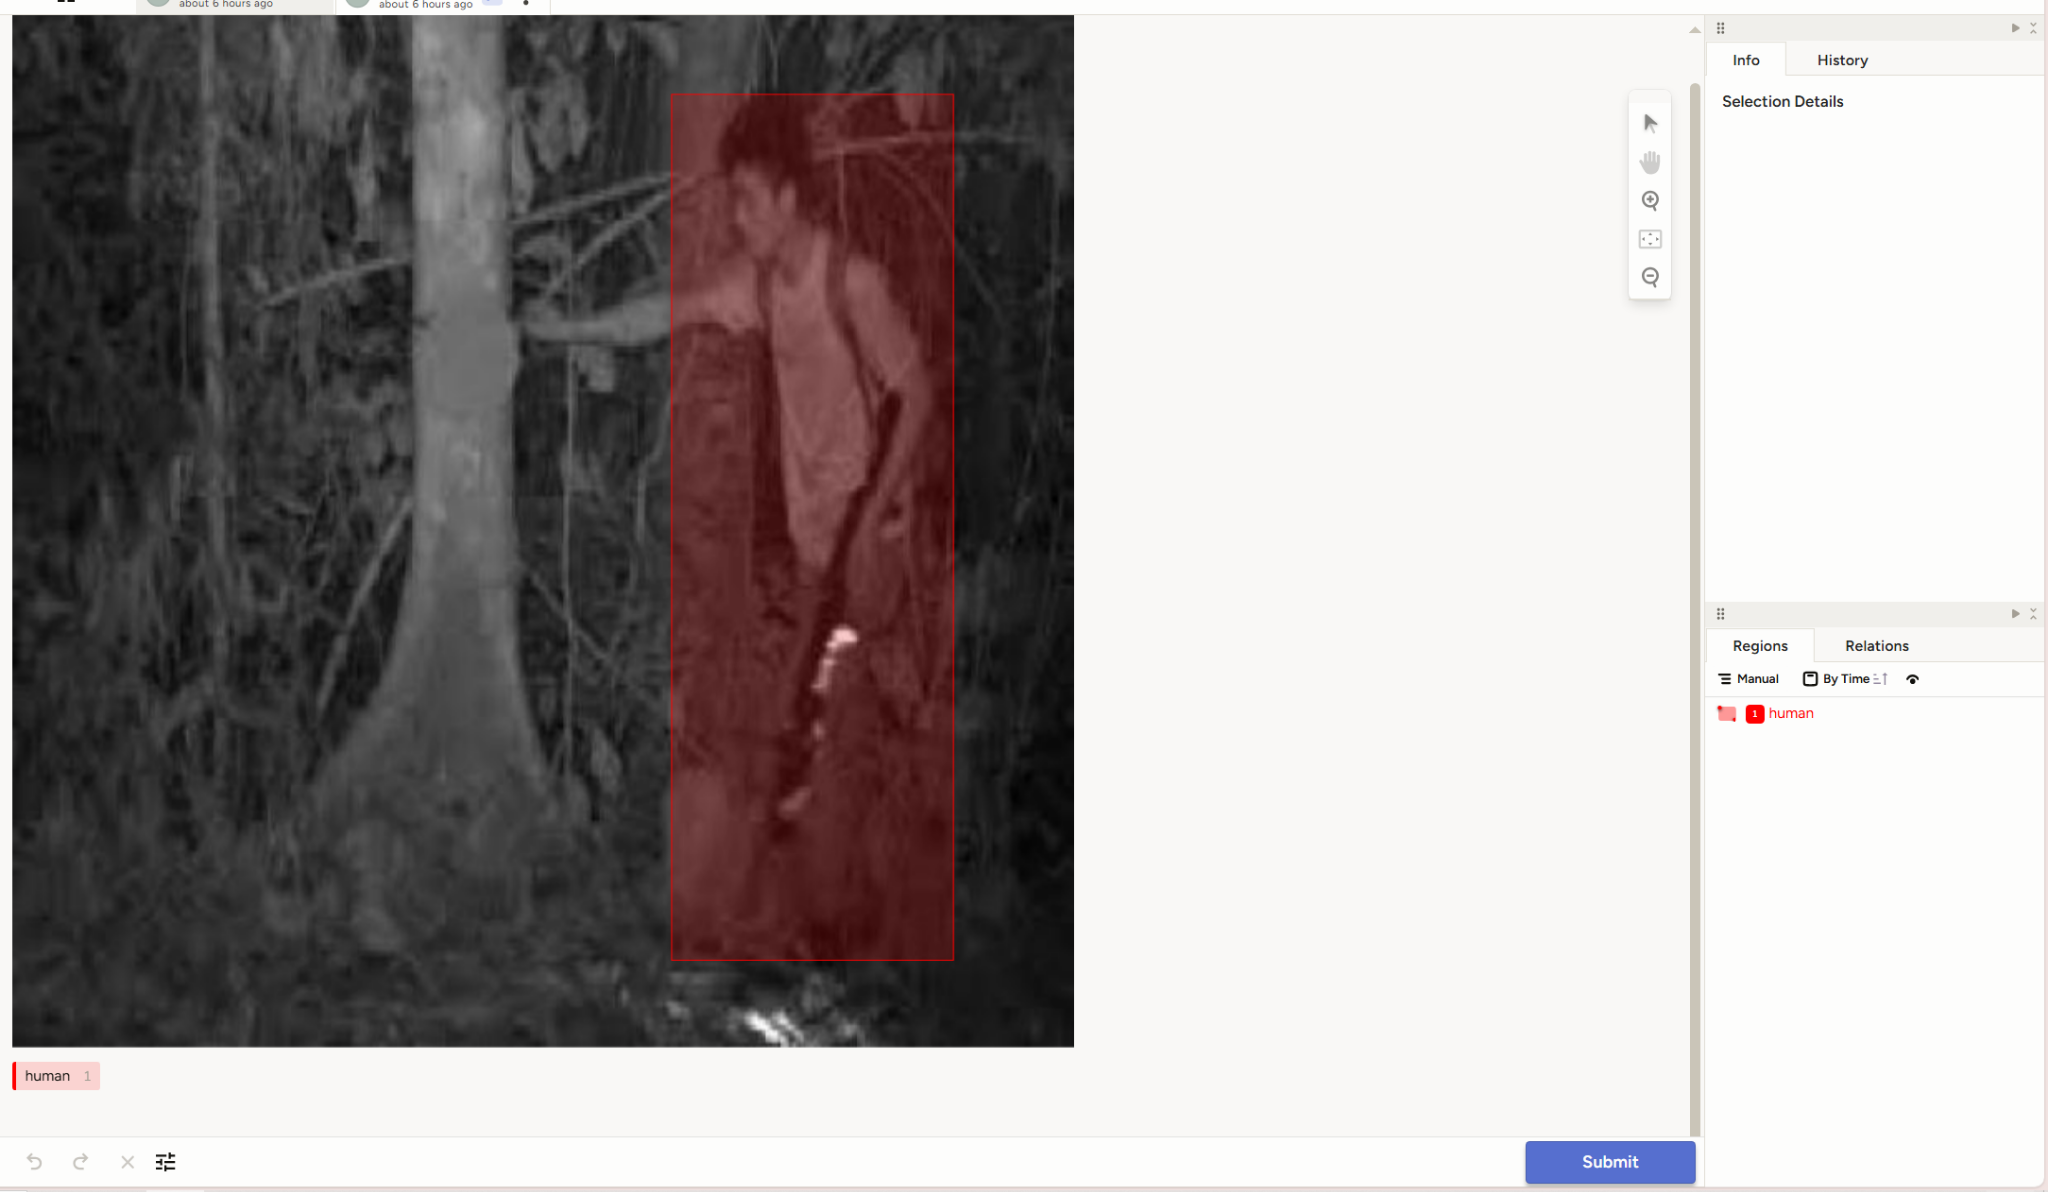 about 6 hours ago
about 6 hours ago
Info
History
Selection Details
Regions
Relations
Manual
By Time
1
human
human 1
Submit